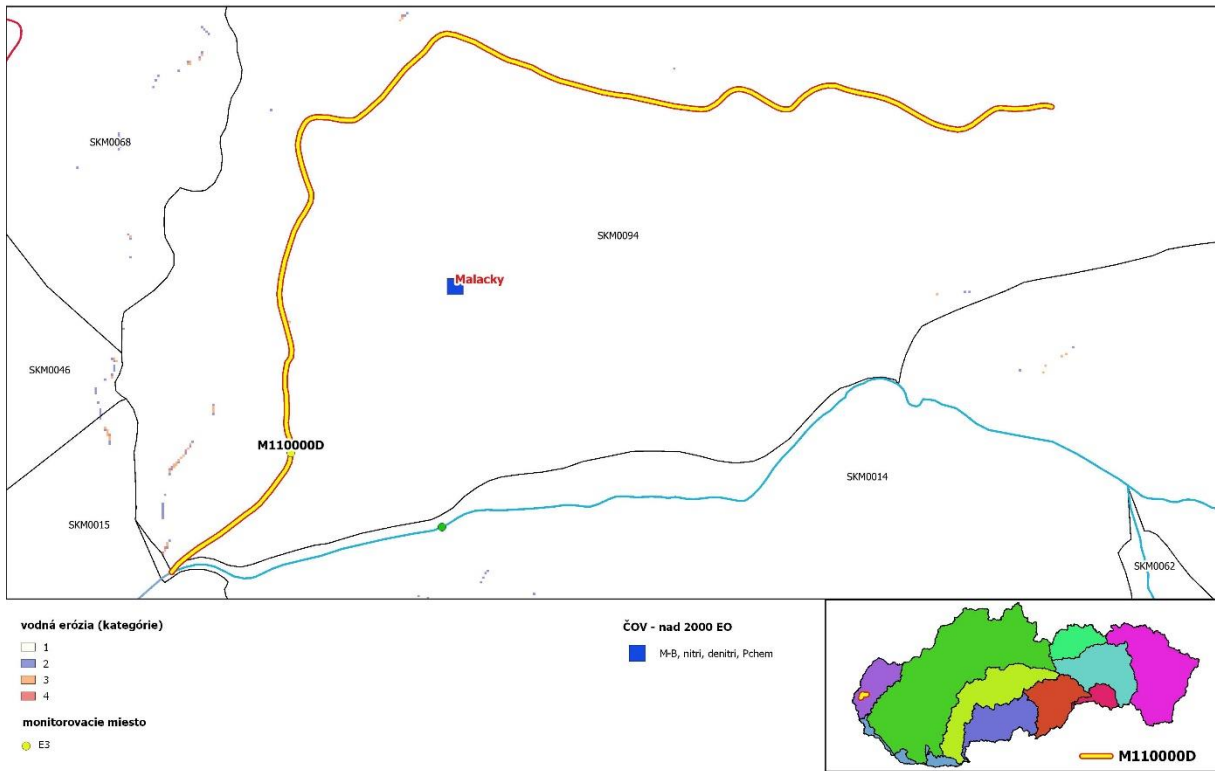 SKM0068
SKM0094
Malacky
SKM0046
M110000D
SKM0014
SKM0015
SKM0062
vodná erózia (kategórie)
1
2
3
4
monitorovacie miesto
E3
ČOV - nad 2000 EO
M-B, nitri, denitri, Pchem
M110000D